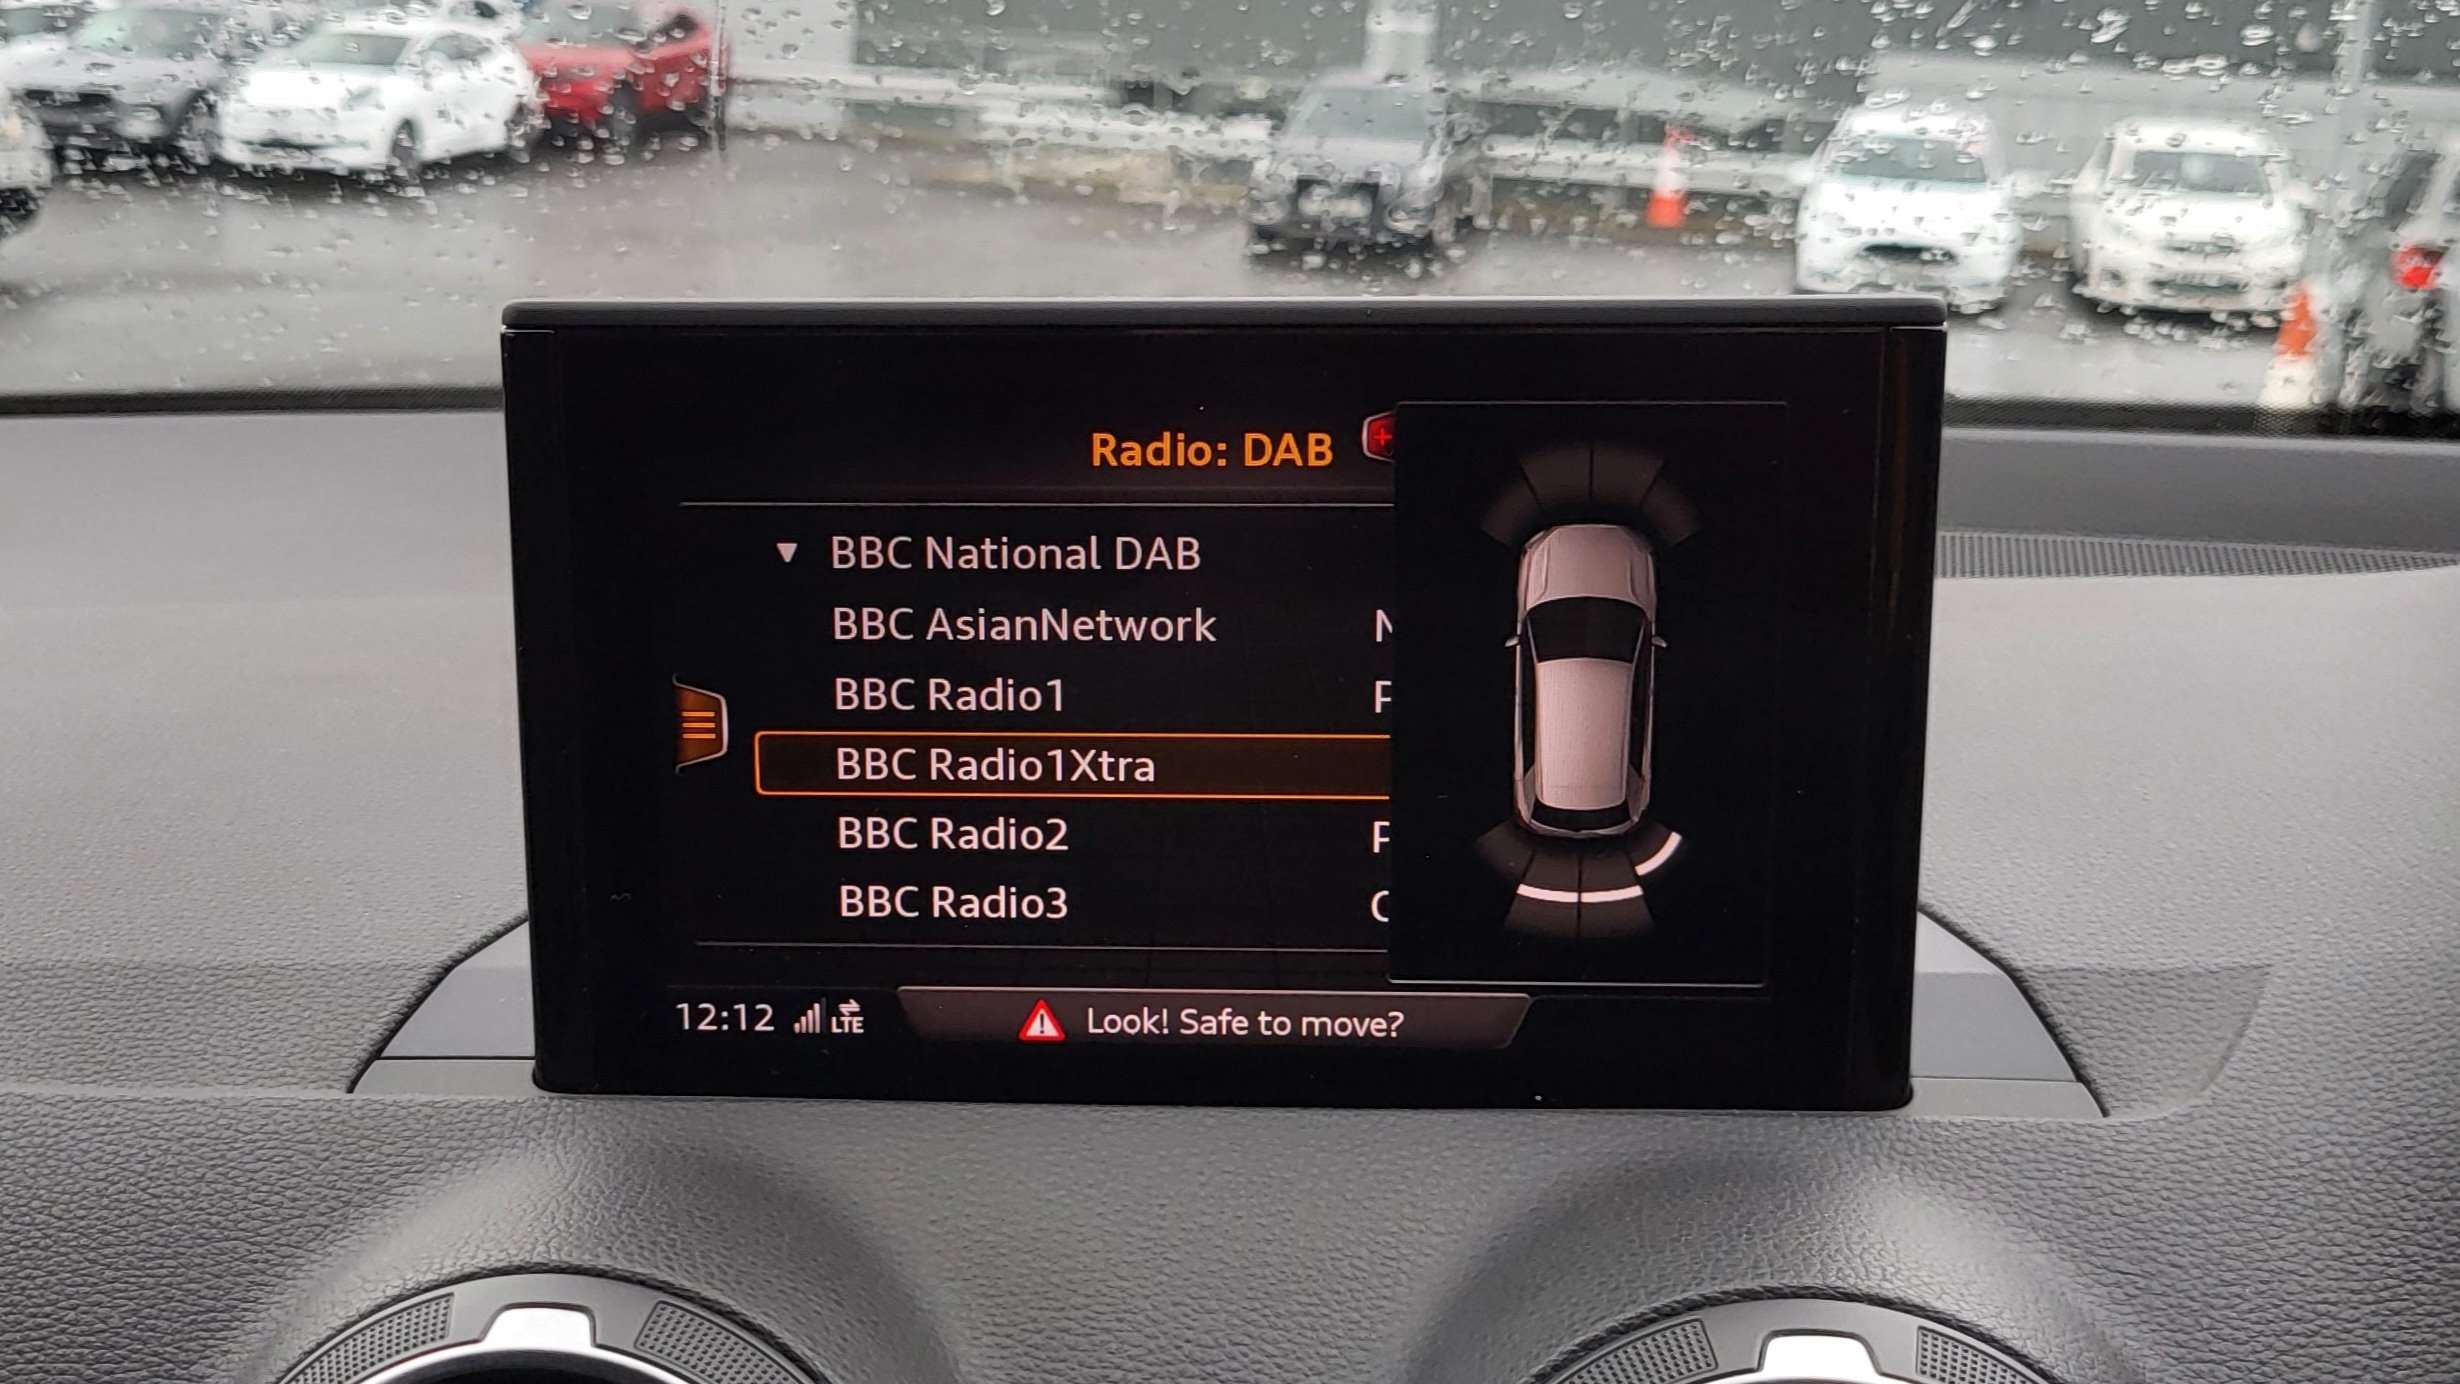 Radio: DAB
BBC National DAB
BBC AsianNetwork
BBC Radio1
BBC Radio1Xtra
BBC Radio2
BBC Radio3
12:12 LTE Look! Safe to move?